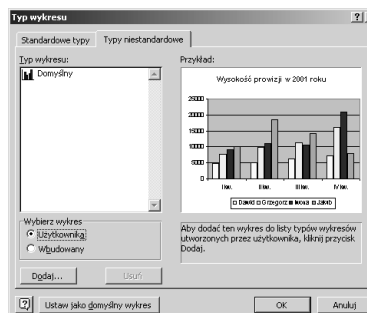 Typ wykresu
Standardowe typy
Typy niestandardowe
Typ wykresu:
Domyślny
Przykład:
Wysokość prowizji w 2001 roku
25000
20000
15000
10000
5000
0
I kw. II kw. III kw. IV kw.
Dawid Grzegorz Iwona Jakub
Wybierz wykres
Użytkownika
Wbudowany
Aby dodać ten wykres do listy typów wykresów
utworzonych przez użytkownika, kliknij przycisk
Dodaj.
Dodaj...
Usuń
Ustaw jako domyślny wykres
OK
Anuluj